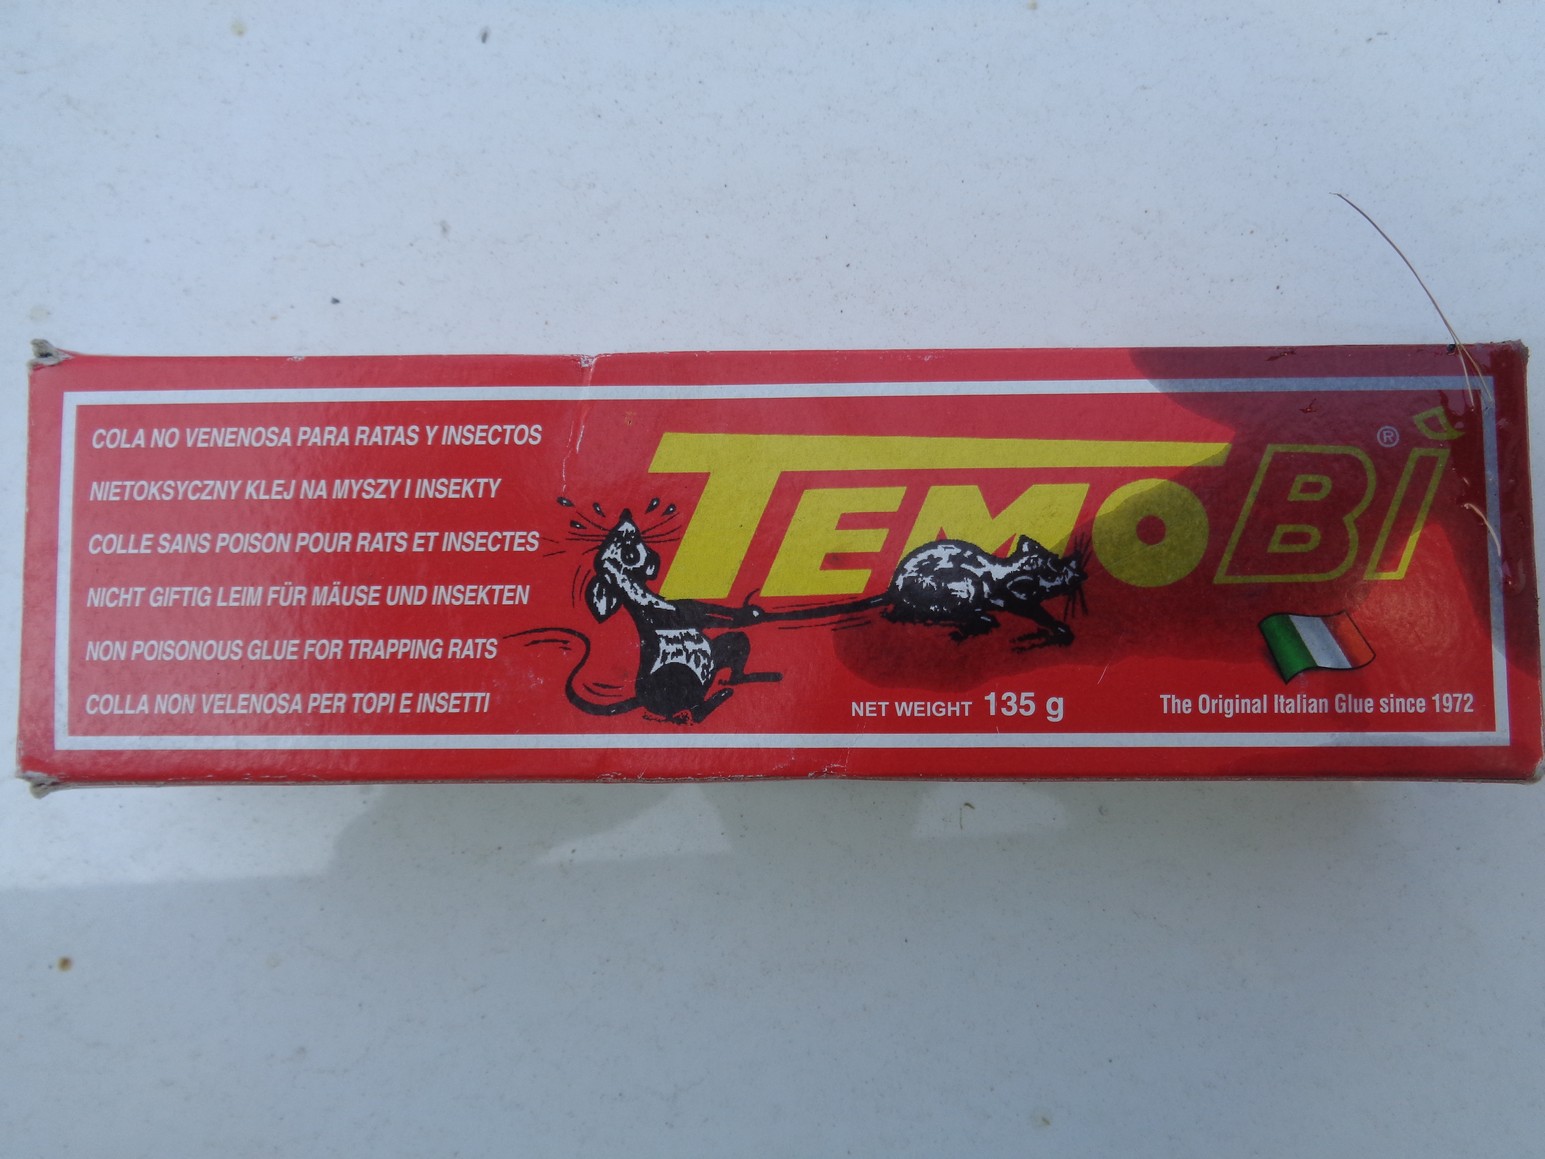 COLA NO VENENOSA PARA RATAS Y INSECTOS
NIETOKSYCZNY KLEJ NA MYSZY I INSEKTY
COLLE SANS POISON POUR RATS ET INSECTES
NICHT GIFTIG LEIM FÜR MÄUSE UND INSEKTEN
NON POISONOUS GLUE FOR TRAPPING RATS
COLLA NON VELENOSA PER TOPI E INSETTI
TEMOBI ®
NET WEIGHT 135 g
The Original Italian Glue since 1972